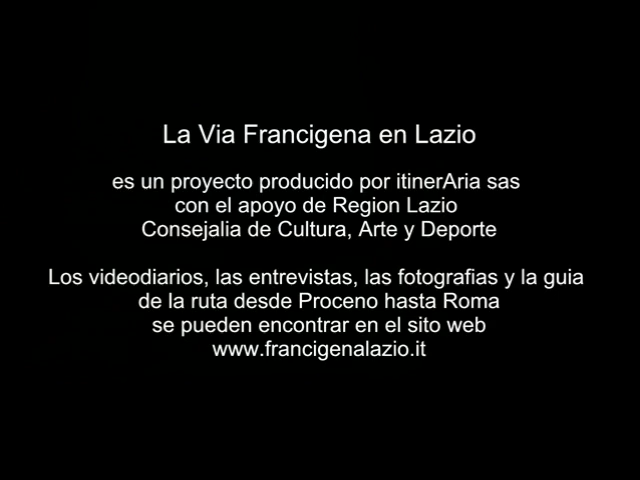 La Via Francigena en Lazio
es un proyecto producido por itinerAria sas
con el apoyo de Region Lazio
Consejalia de Cultura, Arte y Deporte
Los videodiarios, las entrevistas, las fotografias y la guia
de la ruta desde Proceno hasta Roma
se pueden encontrar en el sito web
www.francigenalazio.it